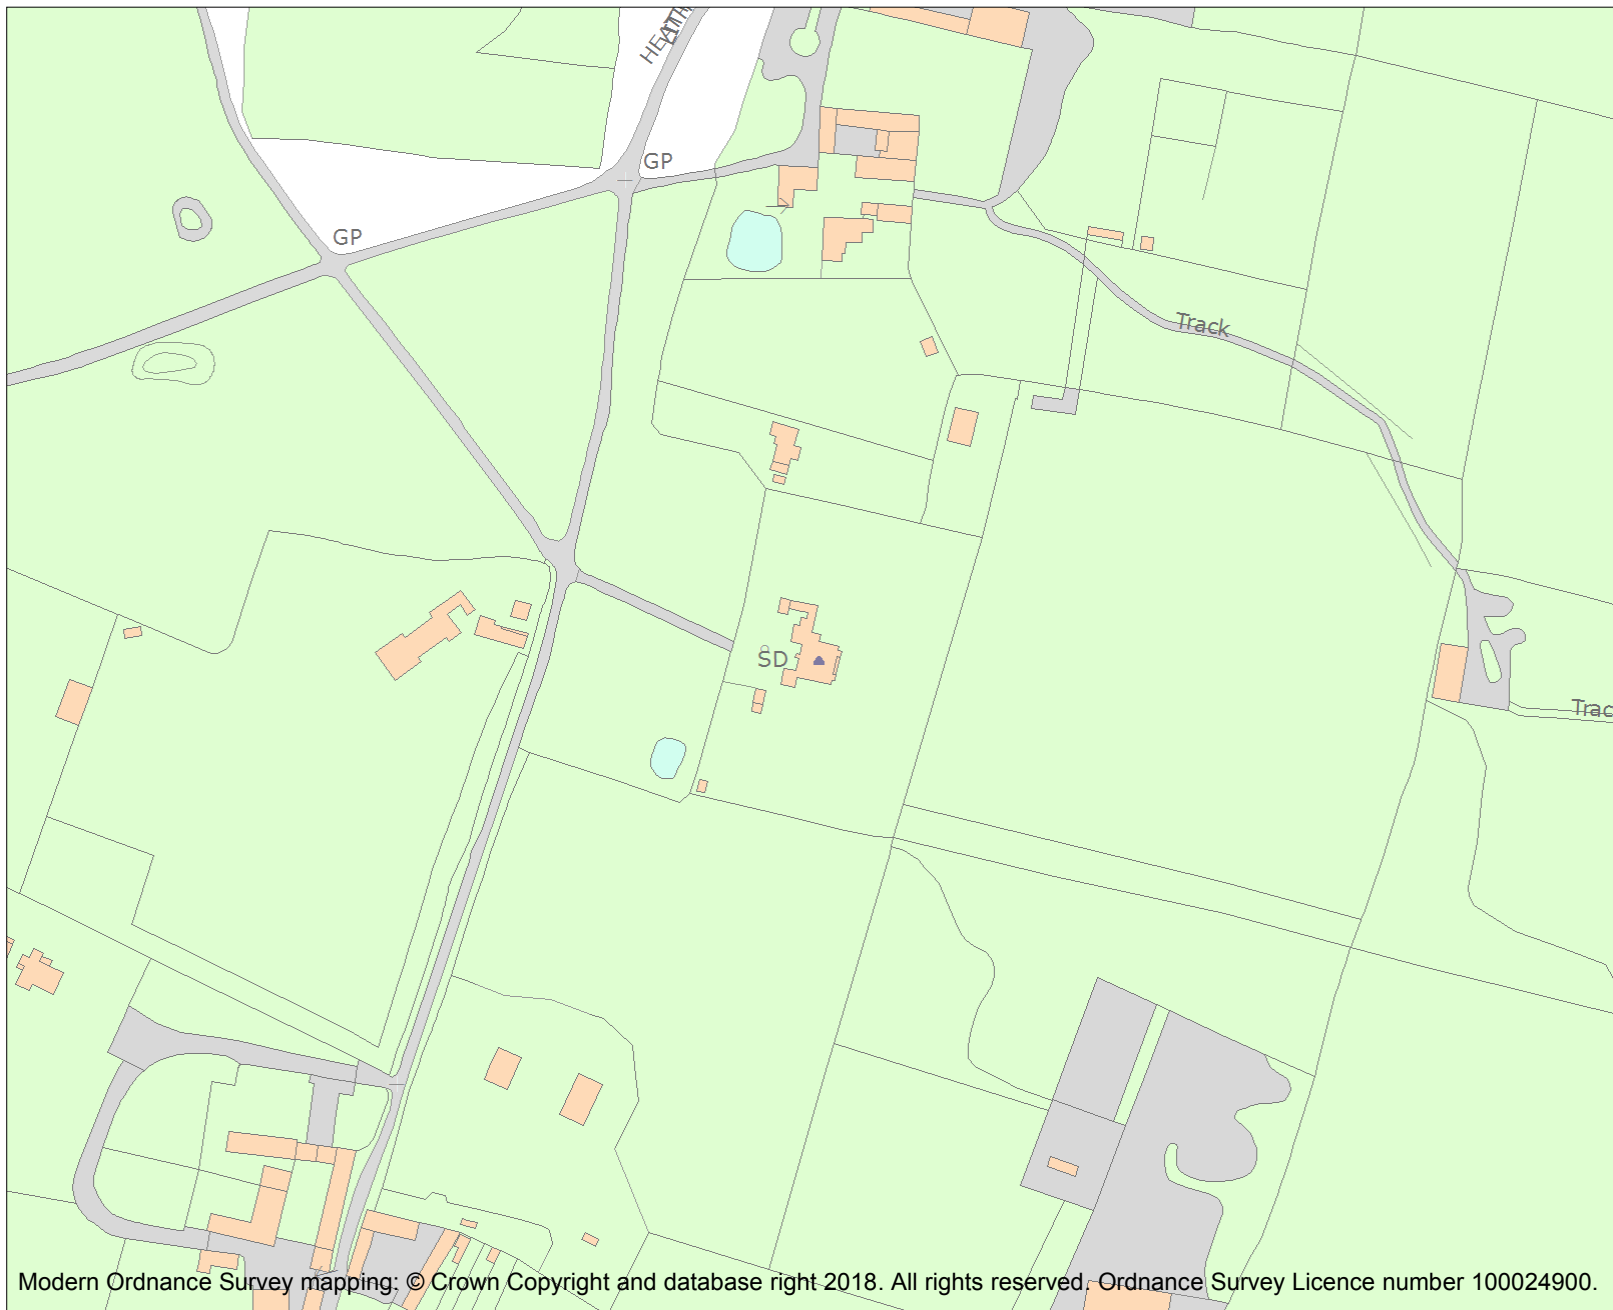 GP
GP
Track
SD
Trac
Modern Ordnance Survey mapping: © Crown Copyright and database right 2018. All rights reserved. Ordnance Survey Licence number 100024900.